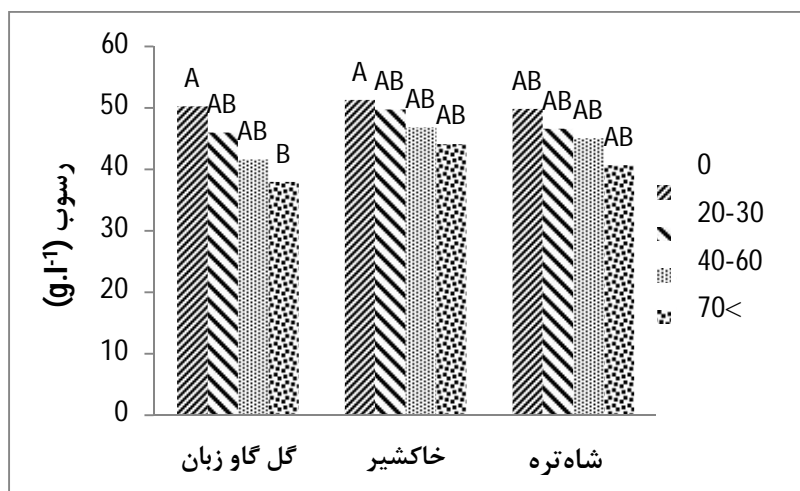 60
50
40
30
20
10
0
رسوب (g.l-1)
A AB AB B
A AB AB AB
AB AB AB AB
گل گاو زبان
خاکشیر
شاه‌تره
0
20-30
40-60
70<